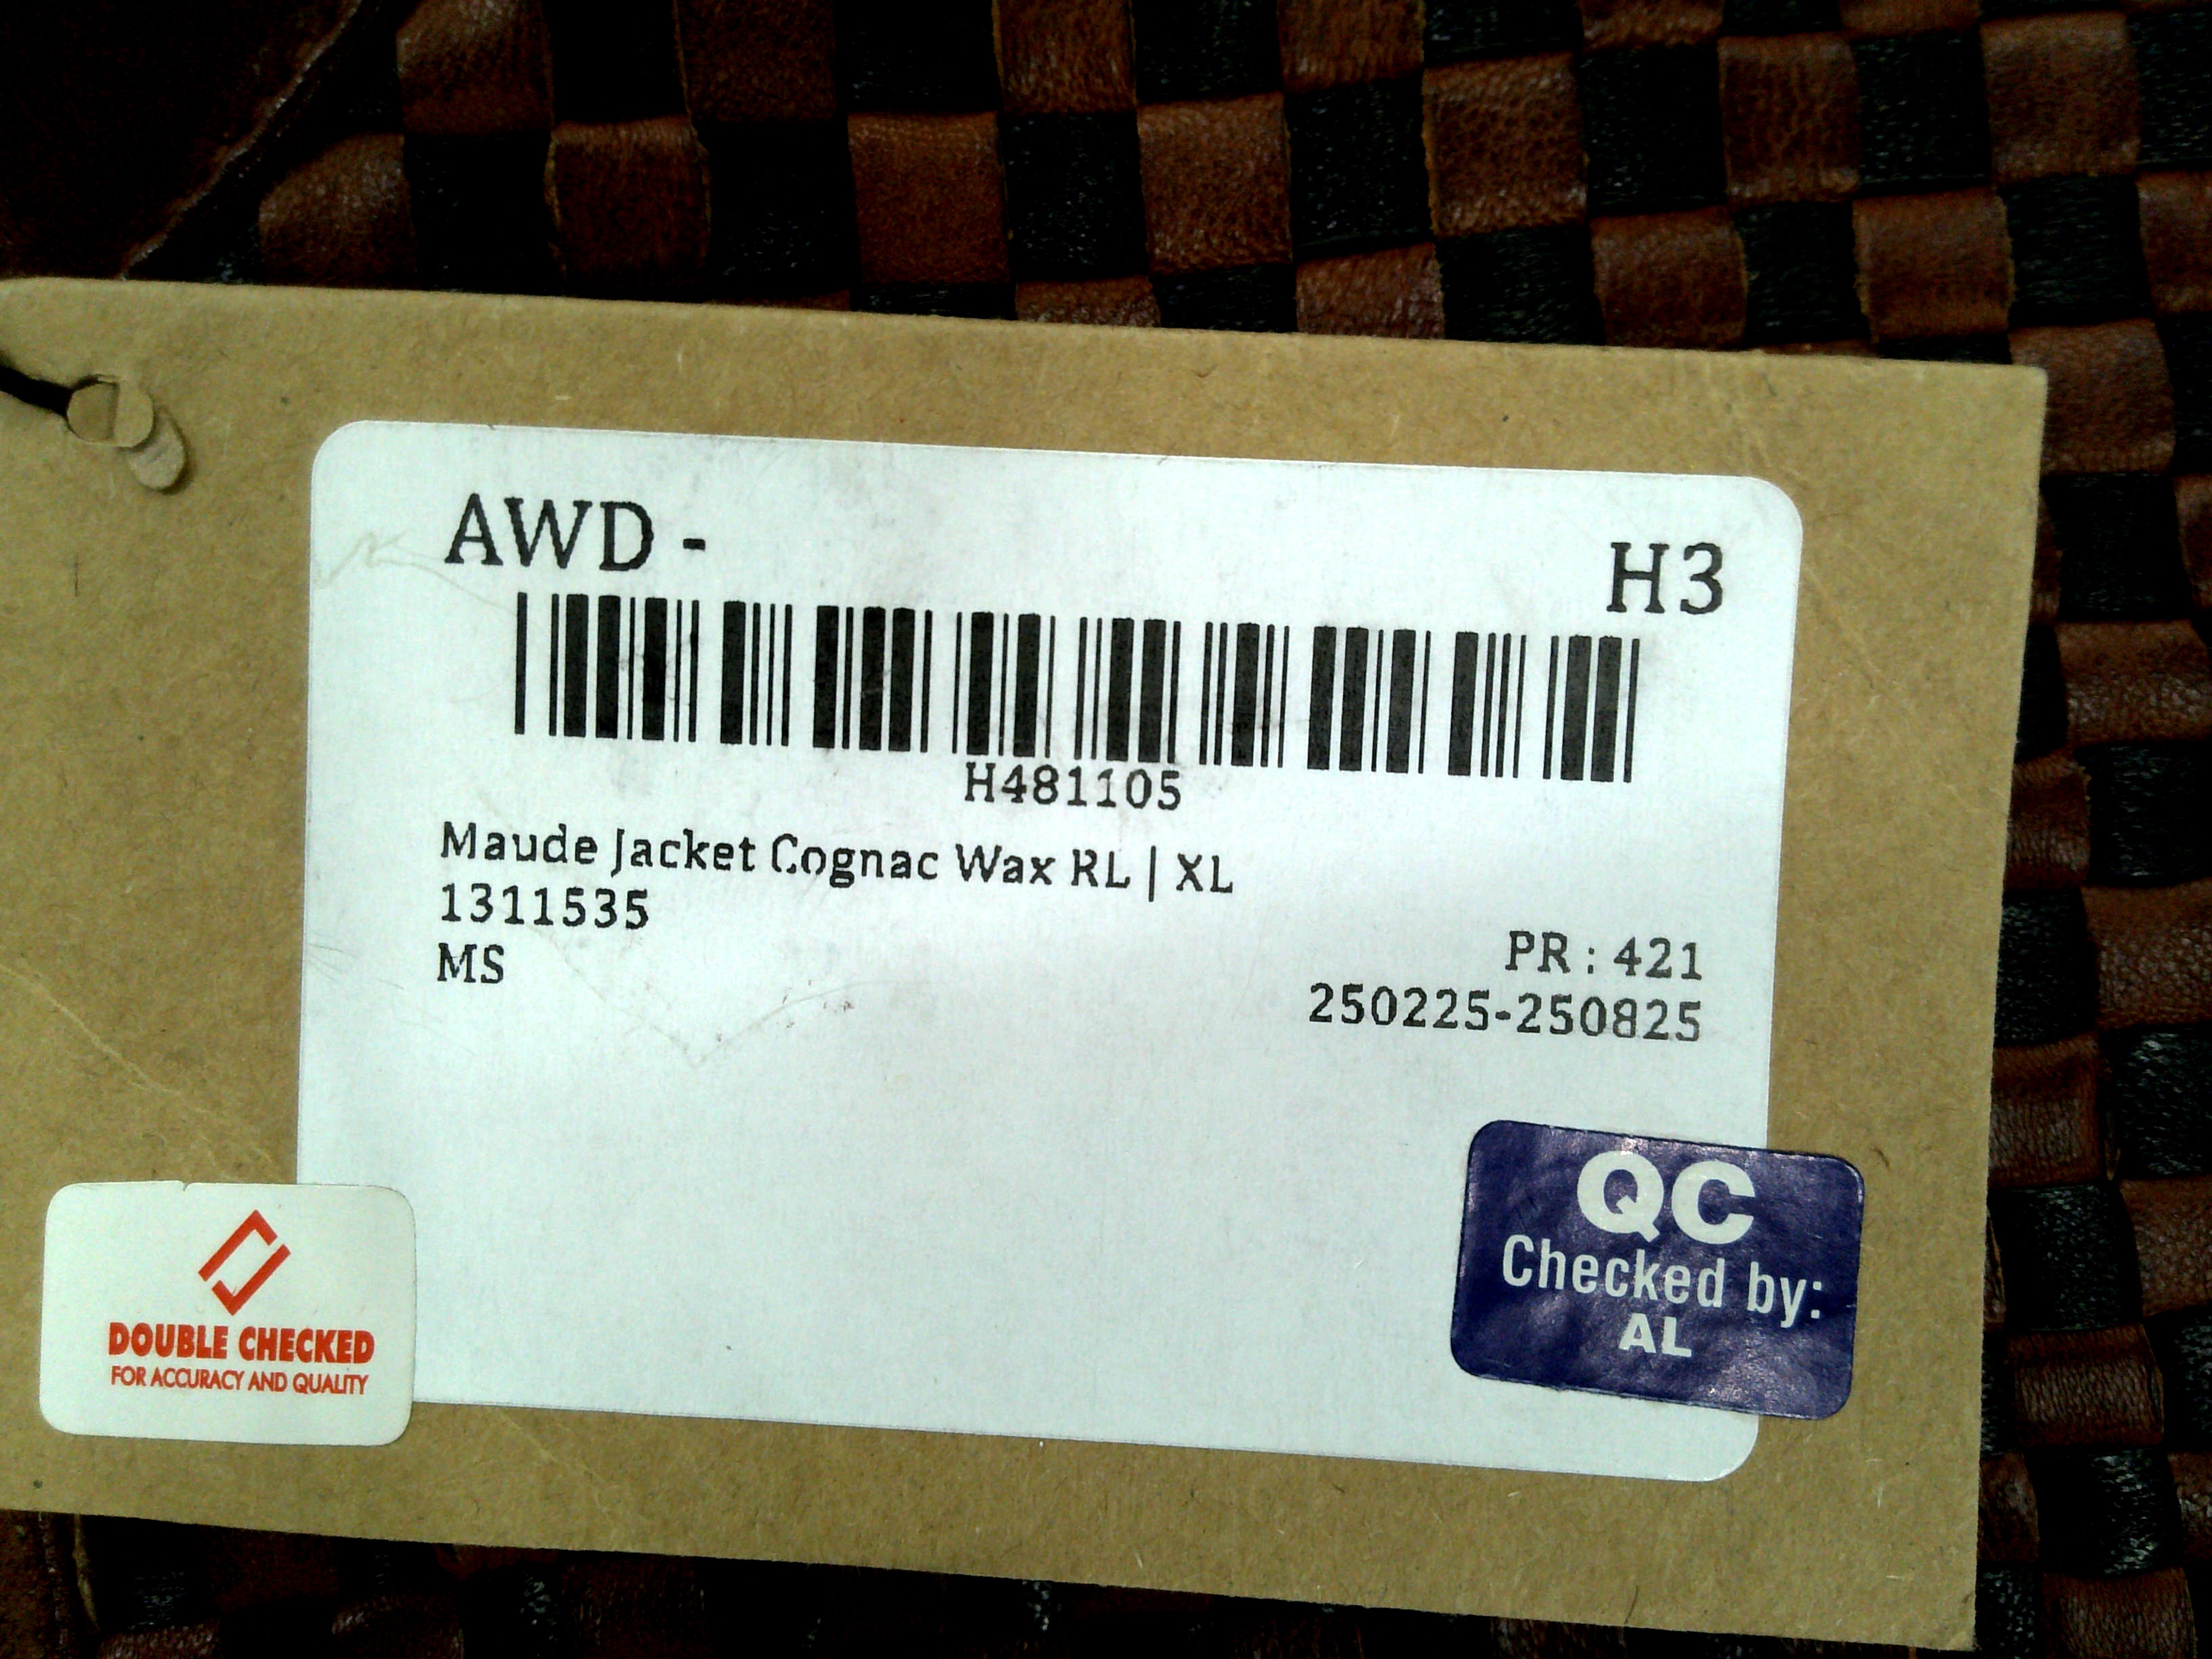 AWD - H3
H481105
Maude Jacket Cognac Wax RL | XL
1311535
MS
PR : 421
250225-250825
DOUBLE CHECKED
FOR ACCURACY AND QUALITY
QC
Checked by:
AL